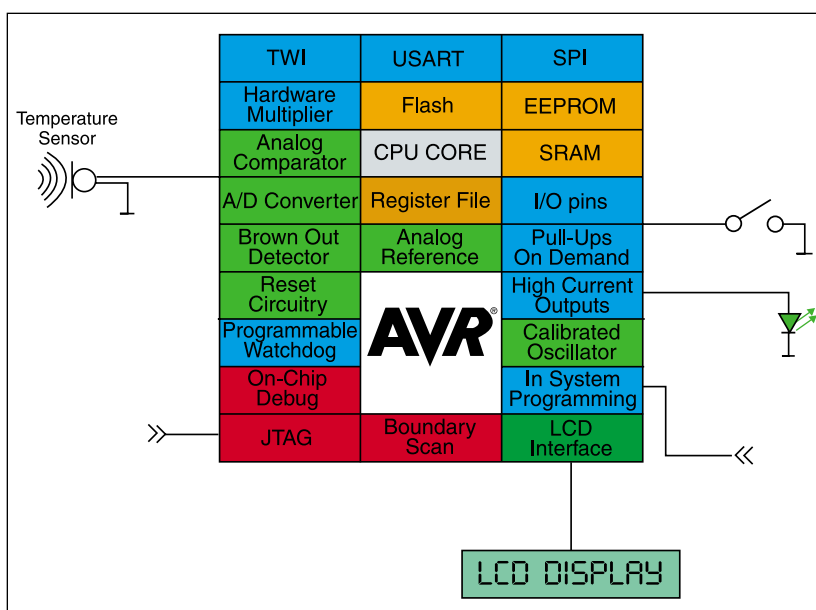 TWI
USART
SPI
Hardware
Multiplier
Flash
EEPROM
Temperature
Sensor
Analog
Comparator
CPU CORE
SRAM
A/D Converter
Register File
I/O pins
Brown Out
Detector
Analog
Reference
Pull-Ups
On Demand
Reset
Circuitry
High Current
Outputs
AVR®
Programmable
Watchdog
Calibrated
Oscillator
On-Chip
Debug
In System
Programming
JTAG
Boundary
Scan
LCD
Interface
LCD DISPLAY